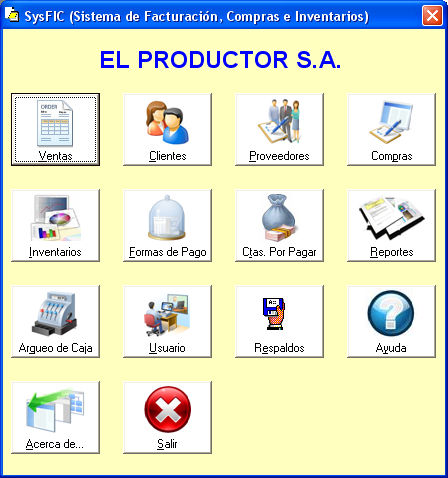 SysFIC (Sistema de Facturación, Compras e Inventarios)
EL PRODUCTOR S.A.
ORDER
Ventas
Clientes
Proveedores
Compras
Inventarios
Formas de Pago
Ctas. Por Pagar
Reportes
Arqueo de Caja
Usuario
Respaldos
Ayuda
Acerca de...
Salir